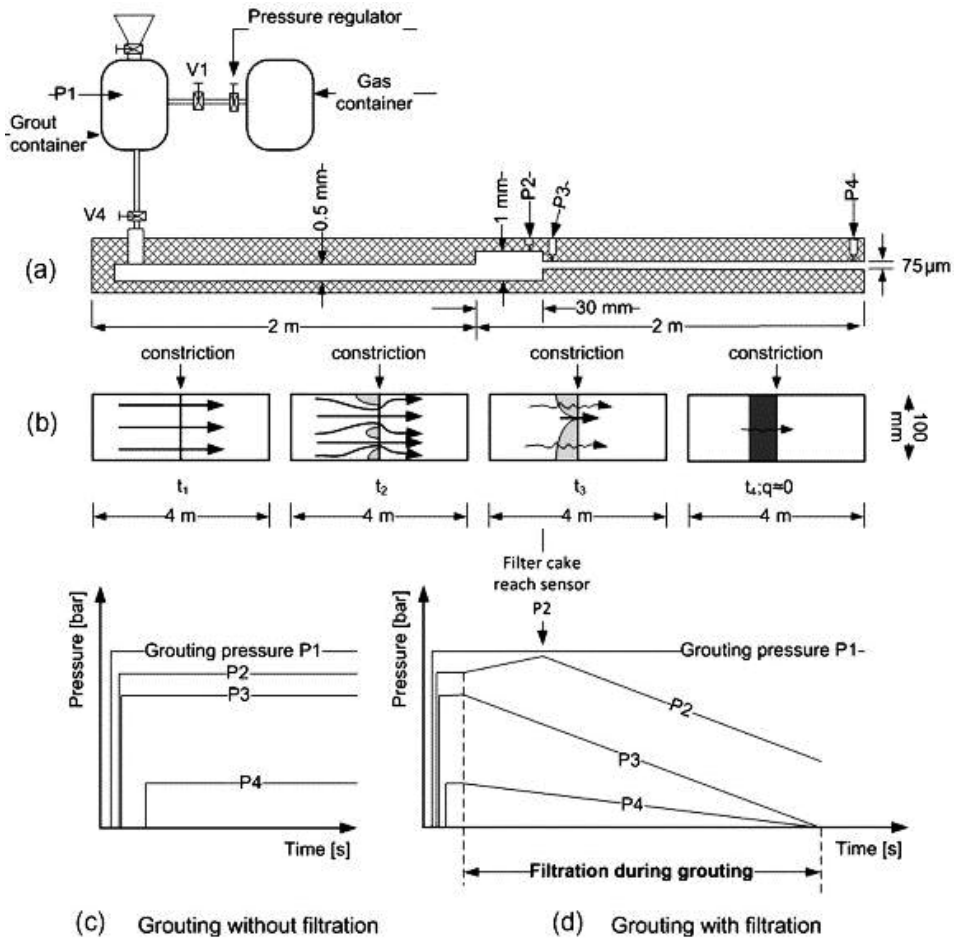 Pressure regulator
V1
P1
Gas
container
Grout
container
V4
0.5 mm
1 mm
P2
P3
P4
(a)
75 µm
30 mm
2 m
2 m
constriction
constriction
constriction
constriction
(b)
100
mm
t1
t2
t3
t4;q≈0
4 m
4 m
4 m
4 m
Filter cake
reach sensor
P2
Pressure [bar]
Grouting pressure P1
P2
P3
P4
Time [s]
Pressure [bar]
Grouting pressure P1
P2
P3
P4
Time [s]
Filtration during grouting
(c) Grouting without filtration
(d) Grouting with filtration